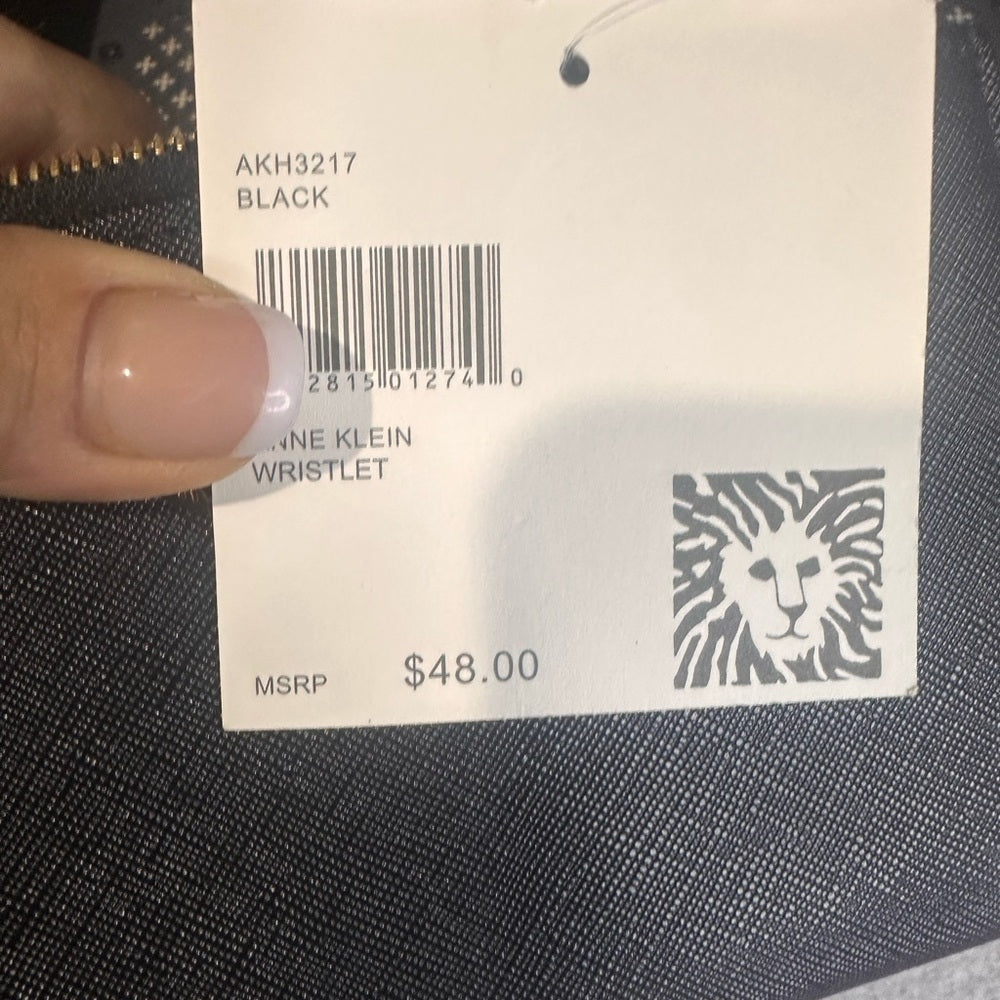 AKH3217
BLACK
2815 01274 0
NNE KLEIN
WRISTLET
MSRP $48.00